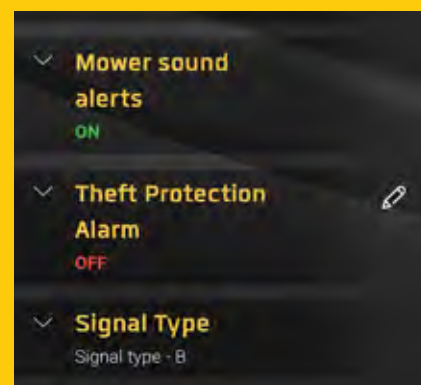 Mower sound
alerts
ON
Theft Protection
Alarm
OFF
Signal Type
Signal type - B